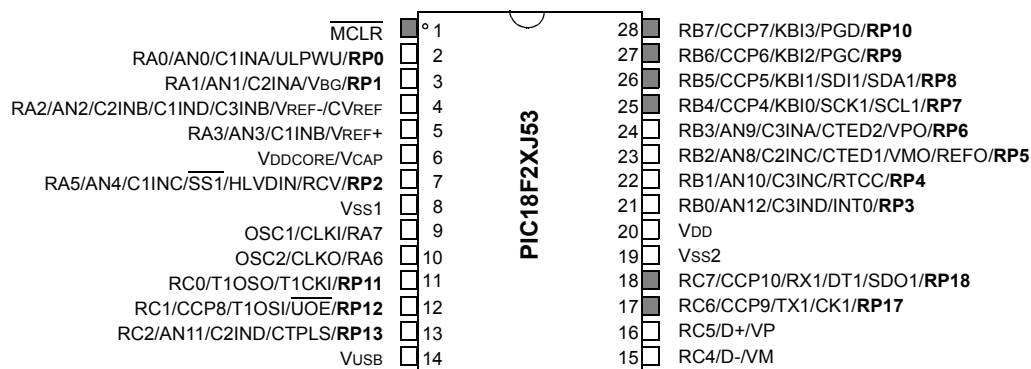 MCLR ° 1 28 RB7/CCP7/KBI3/PGD/RP10
RA0/AN0/C1INA/ULPWU/RP0 2 27 RB6/CCP6/KBI2/PGC/RP9
RA1/AN1/C2INA/VBG/RP1 3 26 RB5/CCP5/KBI1/SDI1/SDA1/RP8
RA2/AN2/C2INB/C1IND/C3INB/VREF-/CVREF 4 25 RB4/CCP4/KBI0/SCK1/SCL1/RP7
RA3/AN3/C1INB/VREF+ 5 24 RB3/AN9/C3INA/CTED2/VPO/RP6
VDDCORE/VCAP 6 23 RB2/AN8/C2INC/CTED1/VMO/REFO/RP5
RA5/AN4/C1INC/SS1/HLVDIN/RCV/RP2 7 22 RB1/AN10/C3INC/RTCC/RP4
VSS1 8 21 RB0/AN12/C3IND/INT0/RP3
OSC1/CLKI/RA7 9 20 VDD
OSC2/CLKO/RA6 10 19 VSS2
RC0/T1OSO/T1CKI/RP11 11 18 RC7/CCP10/RX1/DT1/SDO1/RP18
RC1/CCP8/T1OSI/UOE/RP12 12 17 RC6/CCP9/TX1/CK1/RP17
RC2/AN11/C2IND/CTPLS/RP13 13 16 RC5/D+/VP
VUSB 14 15 RC4/D-/VM
PIC18F2XJ53